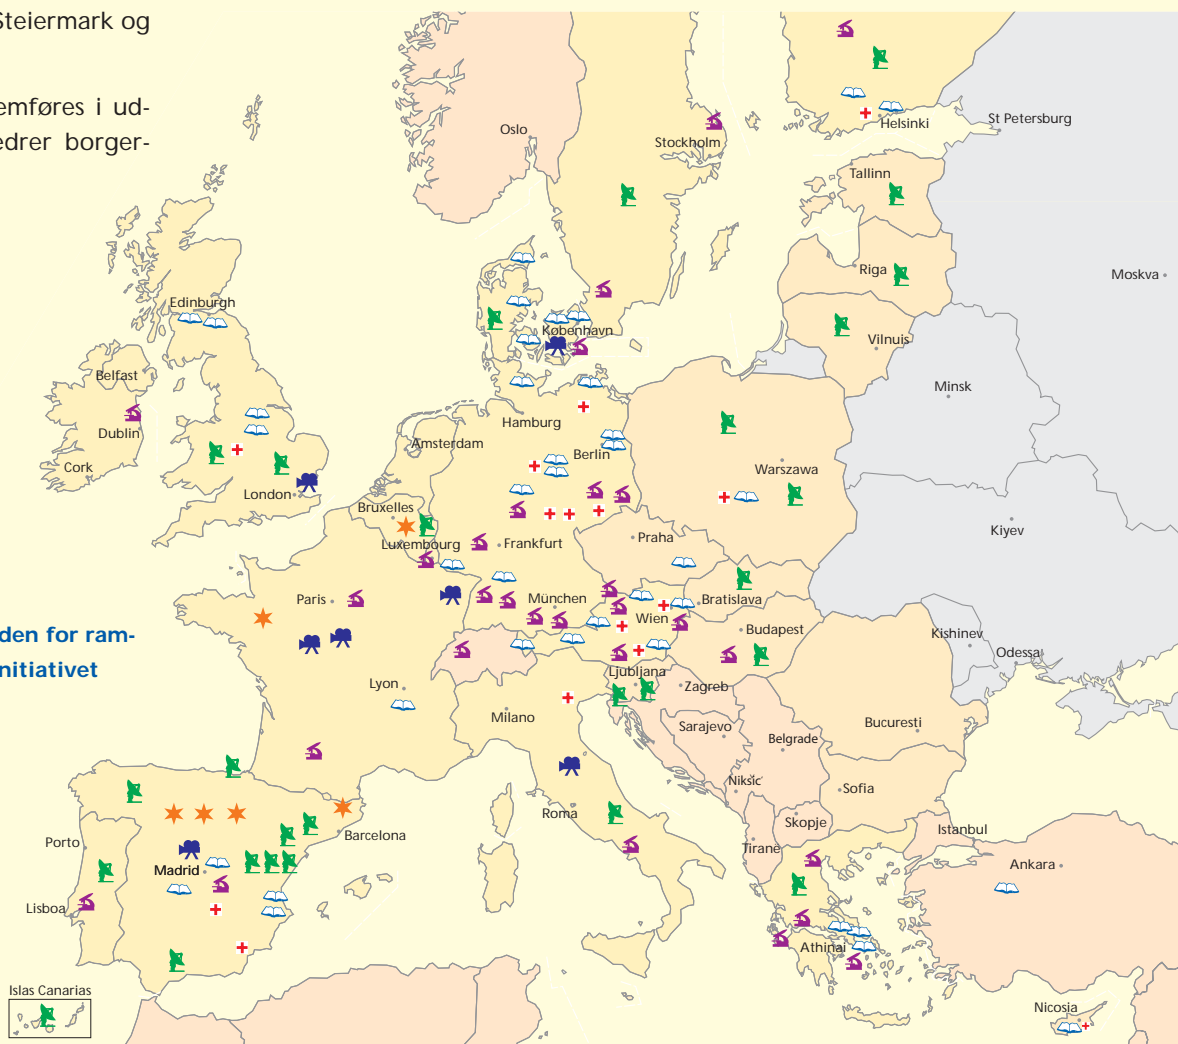 Steiermark og
emføres i ud-
edrer borger-
den for ram-
nitiativet
Oslo
Stockholm
Helsinki
St Petersburg
Tallinn
Riga
Moskva
Vilnuis
Minsk
Edinburgh
Belfast
Dublin
Cork
London
København
Hamburg
Amsterdam
Berlin
Warszawa
Bruxelles
Luxembourg
Frankfurt
Praha
Kiyev
Paris
München
Wien
Bratislava
Budapest
Kishinev
Odessa
Lyon
Milano
Ljubljana
Zagreb
Sarajevo
Belgrade
Bucuresti
Niksic
Sofia
Skopje
Tirane
Istanbul
Ankara
Roma
Porto
Madrid
Barcelona
Lisboa
Athinai
Islas Canarias
Nicosia